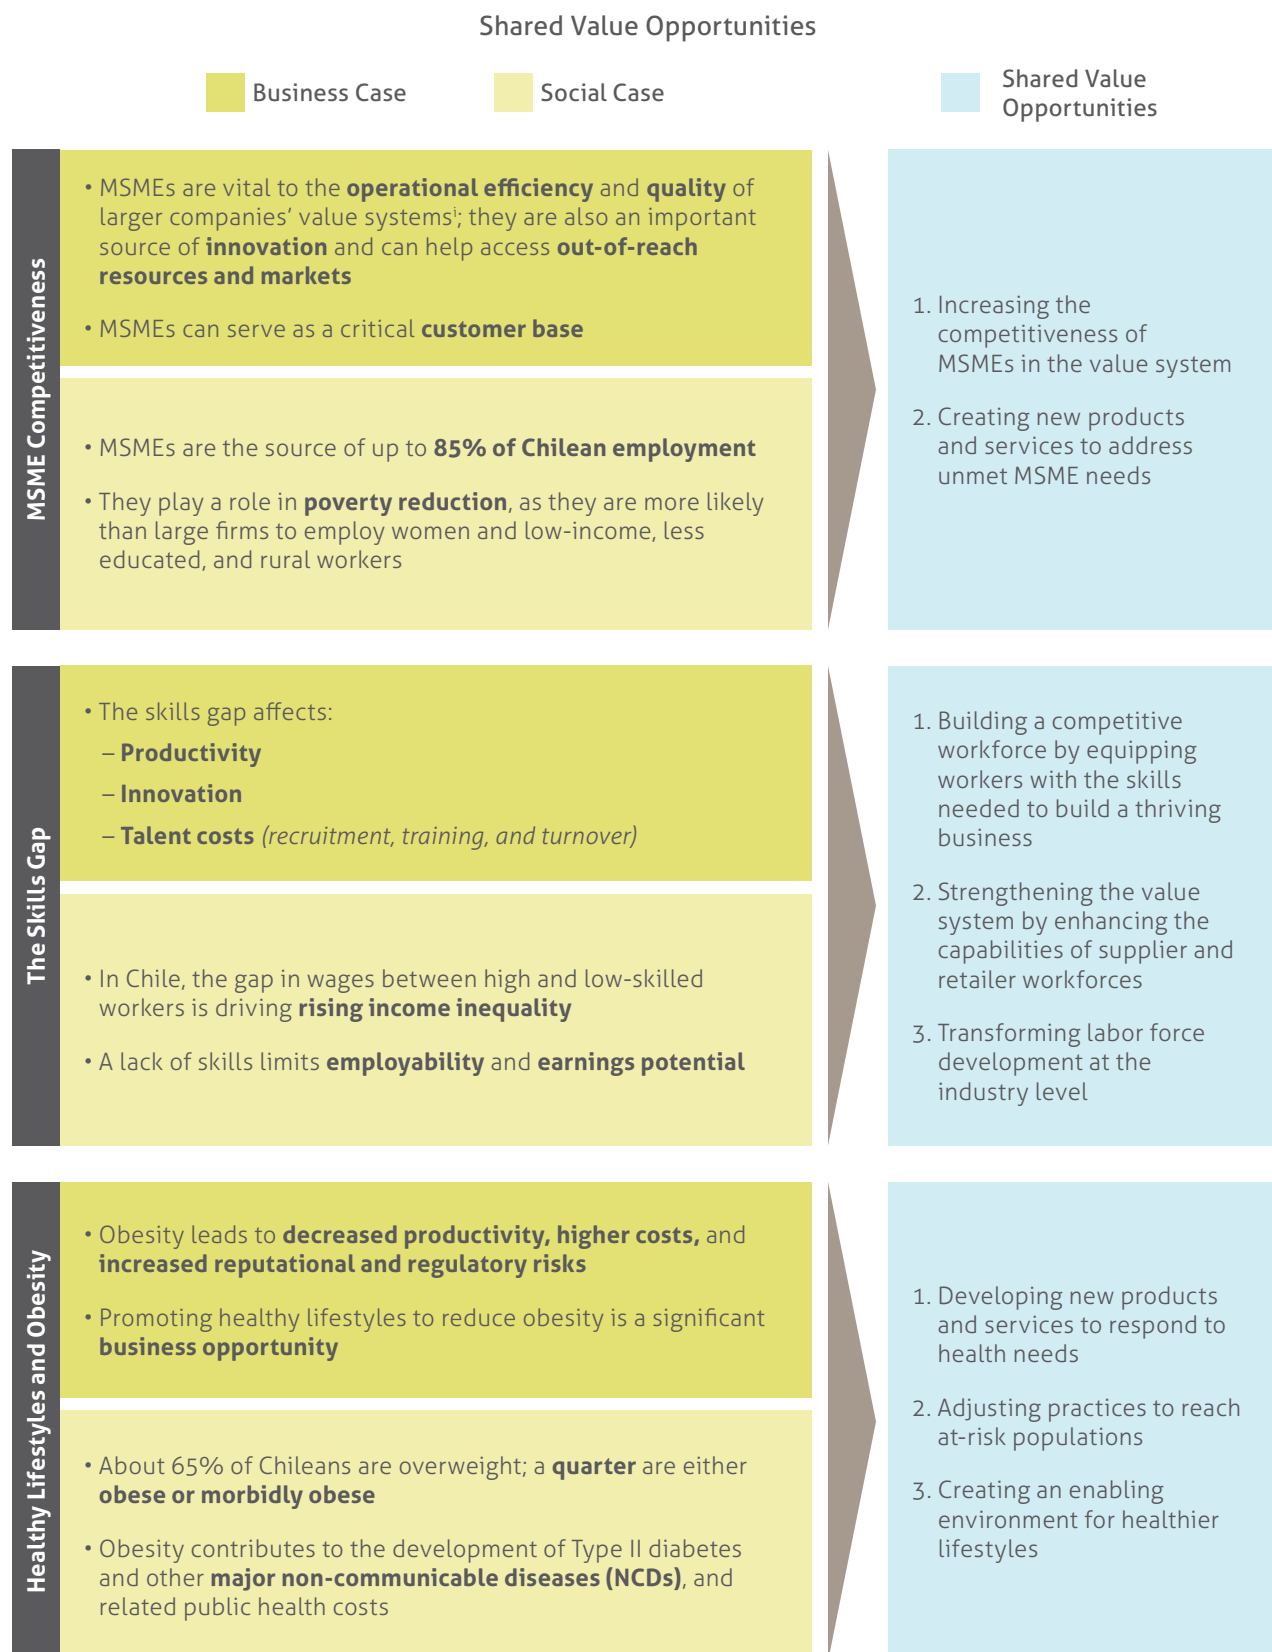 Shared Value Opportunities
Business Case
Social Case
Shared Value
Opportunities
MSME Competitiveness
• MSMEs are vital to the operational efficiency and quality of
larger companies’ value systemsⁱ; they are also an important
source of innovation and can help access out-of-reach
resources and markets
• MSMEs can serve as a critical customer base
• MSMEs are the source of up to 85% of Chilean employment
• They play a role in poverty reduction, as they are more likely
than large firms to employ women and low-income, less
educated, and rural workers
1. Increasing the
competitiveness of
MSMEs in the value system
2. Creating new products
and services to address
unmet MSME needs
The Skills Gap
• The skills gap affects:
– Productivity
– Innovation
– Talent costs (recruitment, training, and turnover)
• In Chile, the gap in wages between high and low-skilled
workers is driving rising income inequality
• A lack of skills limits employability and earnings potential
1. Building a competitive
workforce by equipping
workers with the skills
needed to build a thriving
business
2. Strengthening the value
system by enhancing the
capabilities of supplier and
retailer workforces
3. Transforming labor force
development at the
industry level
Healthy Lifestyles and Obesity
• Obesity leads to decreased productivity, higher costs, and
increased reputational and regulatory risks
• Promoting healthy lifestyles to reduce obesity is a significant
business opportunity
• About 65% of Chileans are overweight; a quarter are either
obese or morbidly obese
• Obesity contributes to the development of Type II diabetes
and other major non-communicable diseases (NCDs), and
related public health costs
1. Developing new products
and services to respond to
health needs
2. Adjusting practices to reach
at-risk populations
3. Creating an enabling
environment for healthier
lifestyles